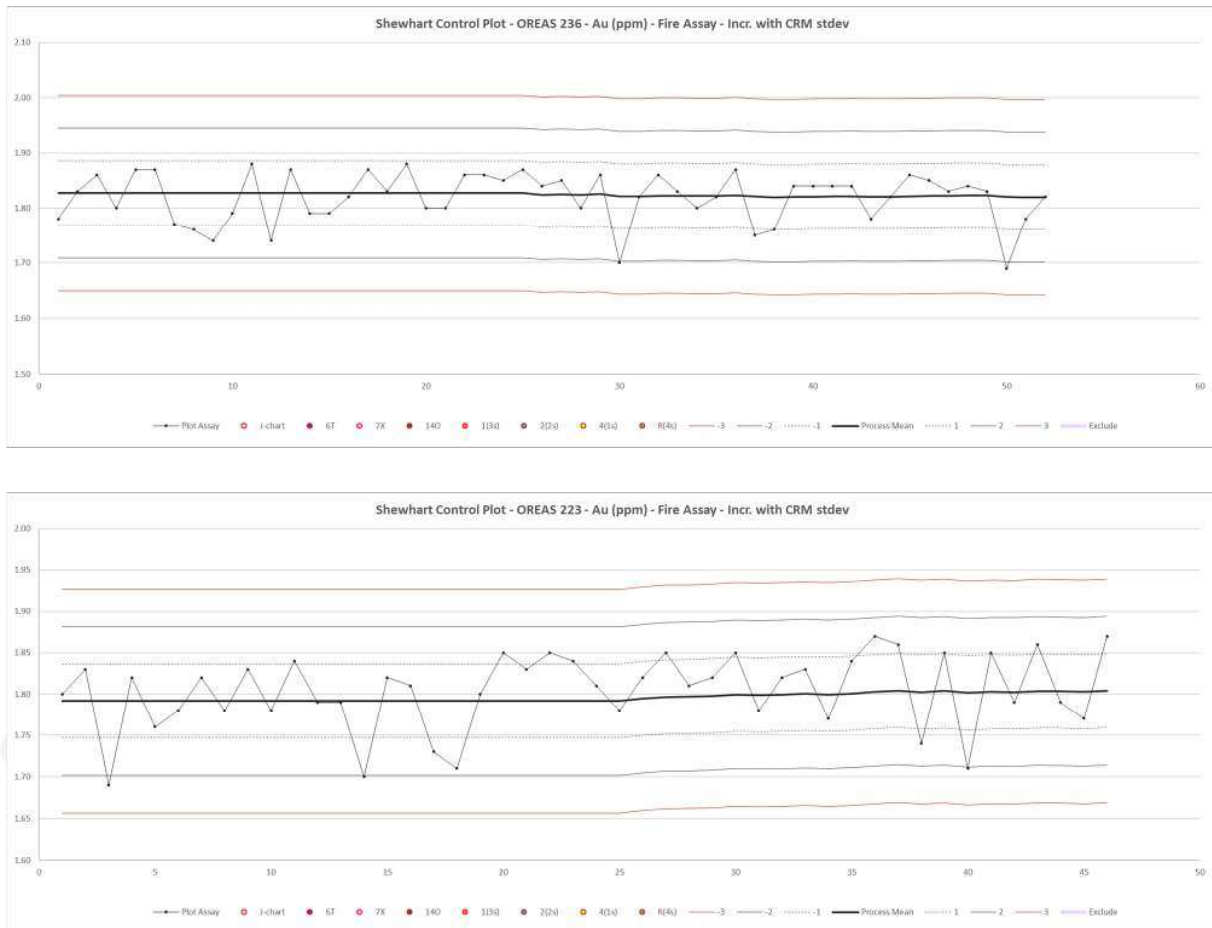 Shewhart Control Plot - OREAS 236 - Au (ppm) - Fire Assay - Incr. with CRM stdev
2.10
2.00
1.90
1.80
1.70
1.60
1.50
0 10 20 30 40 50 60
Plot Assay J-chart 6T 7X 14O 1(3s) 2(2s) 4(1s) R(4s) -3 -2 -1 Process Mean 1 2 3 Exclude
Shewhart Control Plot - OREAS 223 - Au (ppm) - Fire Assay - Incr. with CRM stdev
2.00
1.95
1.90
1.85
1.80
1.75
1.70
1.65
1.60
0 5 10 15 20 25 30 35 40 45 50
Plot Assay J-chart 6T 7X 14O 1(3s) 2(2s) 4(1s) R(4s) -3 -2 -1 Process Mean 1 2 3 Exclude